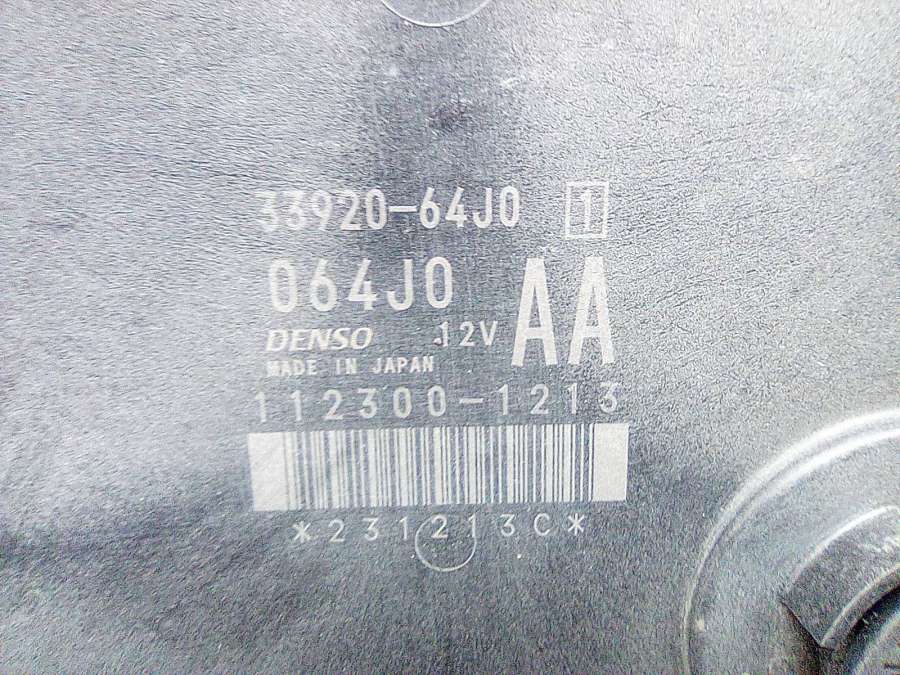 33920-64J0 1
064J0 AA
DENSO 12V
MADE IN JAPAN
112300-1213
*231213C*